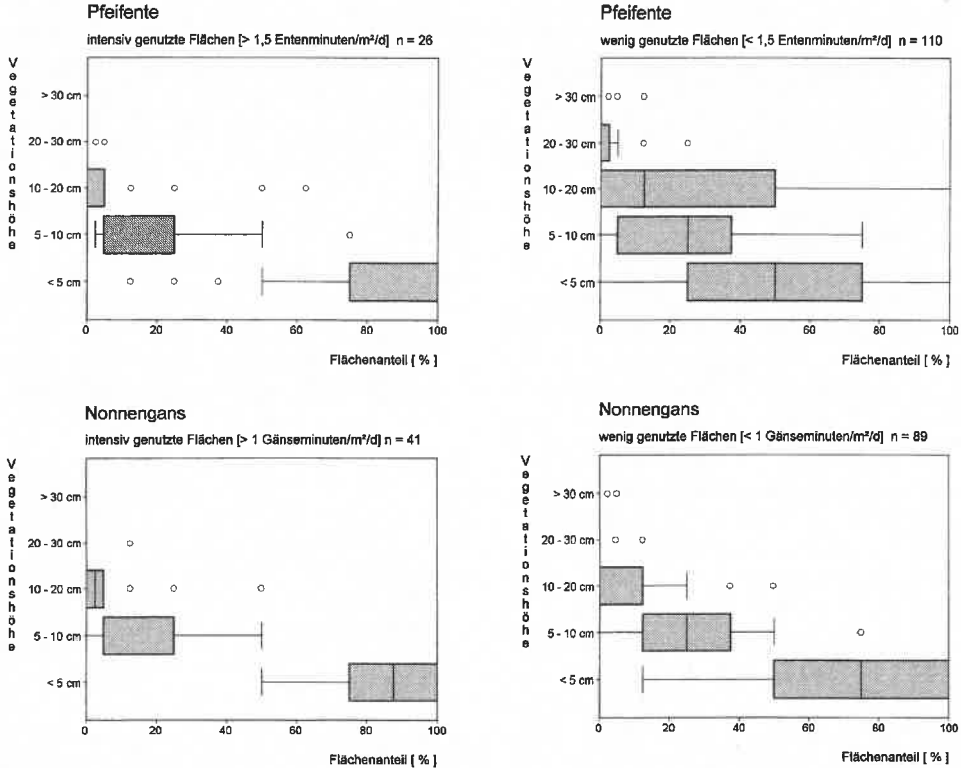 Pfeifente
intensiv genutzte Flächen [> 1,5 Entenminuten/m²/d] n = 26
Vegetationshöhe
> 30 cm
20 - 30 cm
10 - 20 cm
5 - 10 cm
< 5 cm
0 20 40 60 80 100
Flächenanteil [ % ]
Pfeifente
wenig genutzte Flächen [< 1,5 Entenminuten/m²/d] n = 110
Vegetationshöhe
> 30 cm
20 - 30 cm
10 - 20 cm
5 - 10 cm
< 5 cm
0 20 40 60 80 100
Flächenanteil [ % ]
Nonnengans
intensiv genutzte Flächen [> 1 Gänseminuten/m²/d] n = 41
Vegetationshöhe
> 30 cm
20 - 30 cm
10 - 20 cm
5 - 10 cm
< 5 cm
0 20 40 60 80 100
Flächenanteil [ % ]
Nonnengans
wenig genutzte Flächen [< 1 Gänseminuten/m²/d] n = 89
Vegetationshöhe
> 30 cm
20 - 30 cm
10 - 20 cm
5 - 10 cm
< 5 cm
0 20 40 60 80 100
Flächenanteil [ % ]